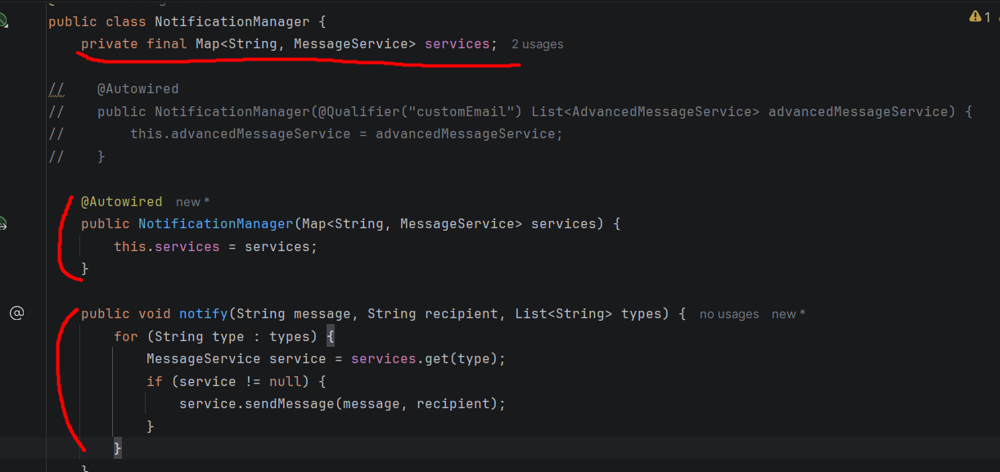 public class NotificationManager {
1
private final Map<String, MessageService> services; 2 usages
// @Autowired
// public NotificationManager(@Qualifier("customEmail") List<AdvancedMessageService> advancedMessageService) {
// this.advancedMessageService = advancedMessageService;
// }
@Autowired new *
public NotificationManager(Map<String, MessageService> services) {
this.services = services;
}
public void notify(String message, String recipient, List<String> types) { no usages new *
for (String type : types) {
MessageService service = services.get(type);
if (service != null) {
service.sendMessage(message, recipient);
}
}
}